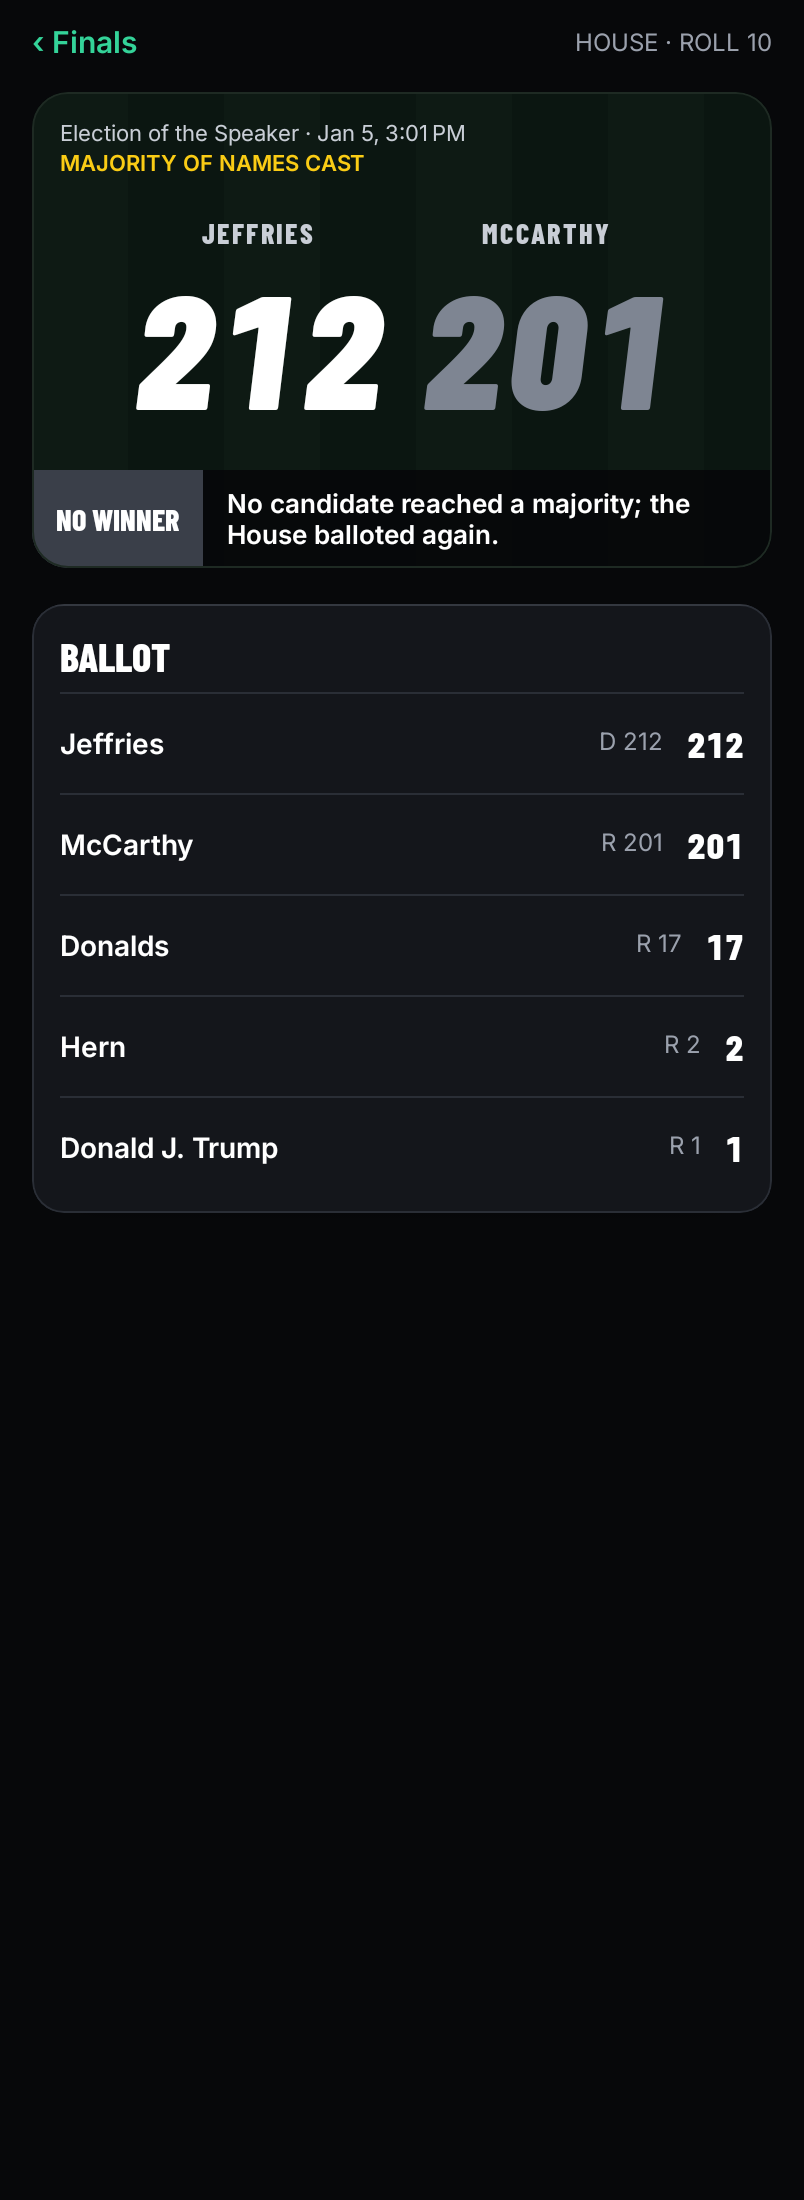 ‹ Finals
HOUSE · ROLL 10
Election of the Speaker · Jan 5, 3:01 PM
MAJORITY OF NAMES CAST
JEFFRIES MCCARTHY
212 201
NO WINNER
No candidate reached a majority; the
House balloted again.
BALLOT
Jeffries D 212 212
McCarthy R 201 201
Donalds R 17 17
Hern R 2 2
Donald J. Trump R 1 1